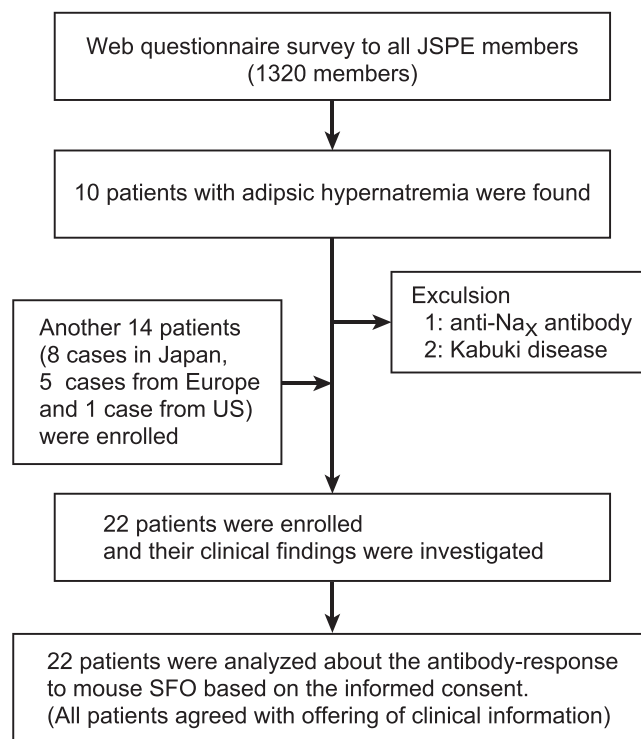 Web questionnaire survey to all JSPE members
(1320 members)
10 patients with adipsic hypernatremia were found
Exculsion
1: anti-NaX antibody
2: Kabuki disease
Another 14 patients
(8 cases in Japan,
5 cases from Europe
and 1 case from US)
were enrolled
22 patients were enrolled
and their clinical findings were investigated
22 patients were analyzed about the antibody-response
to mouse SFO based on the informed consent.
(All patients agreed with offering of clinical information)